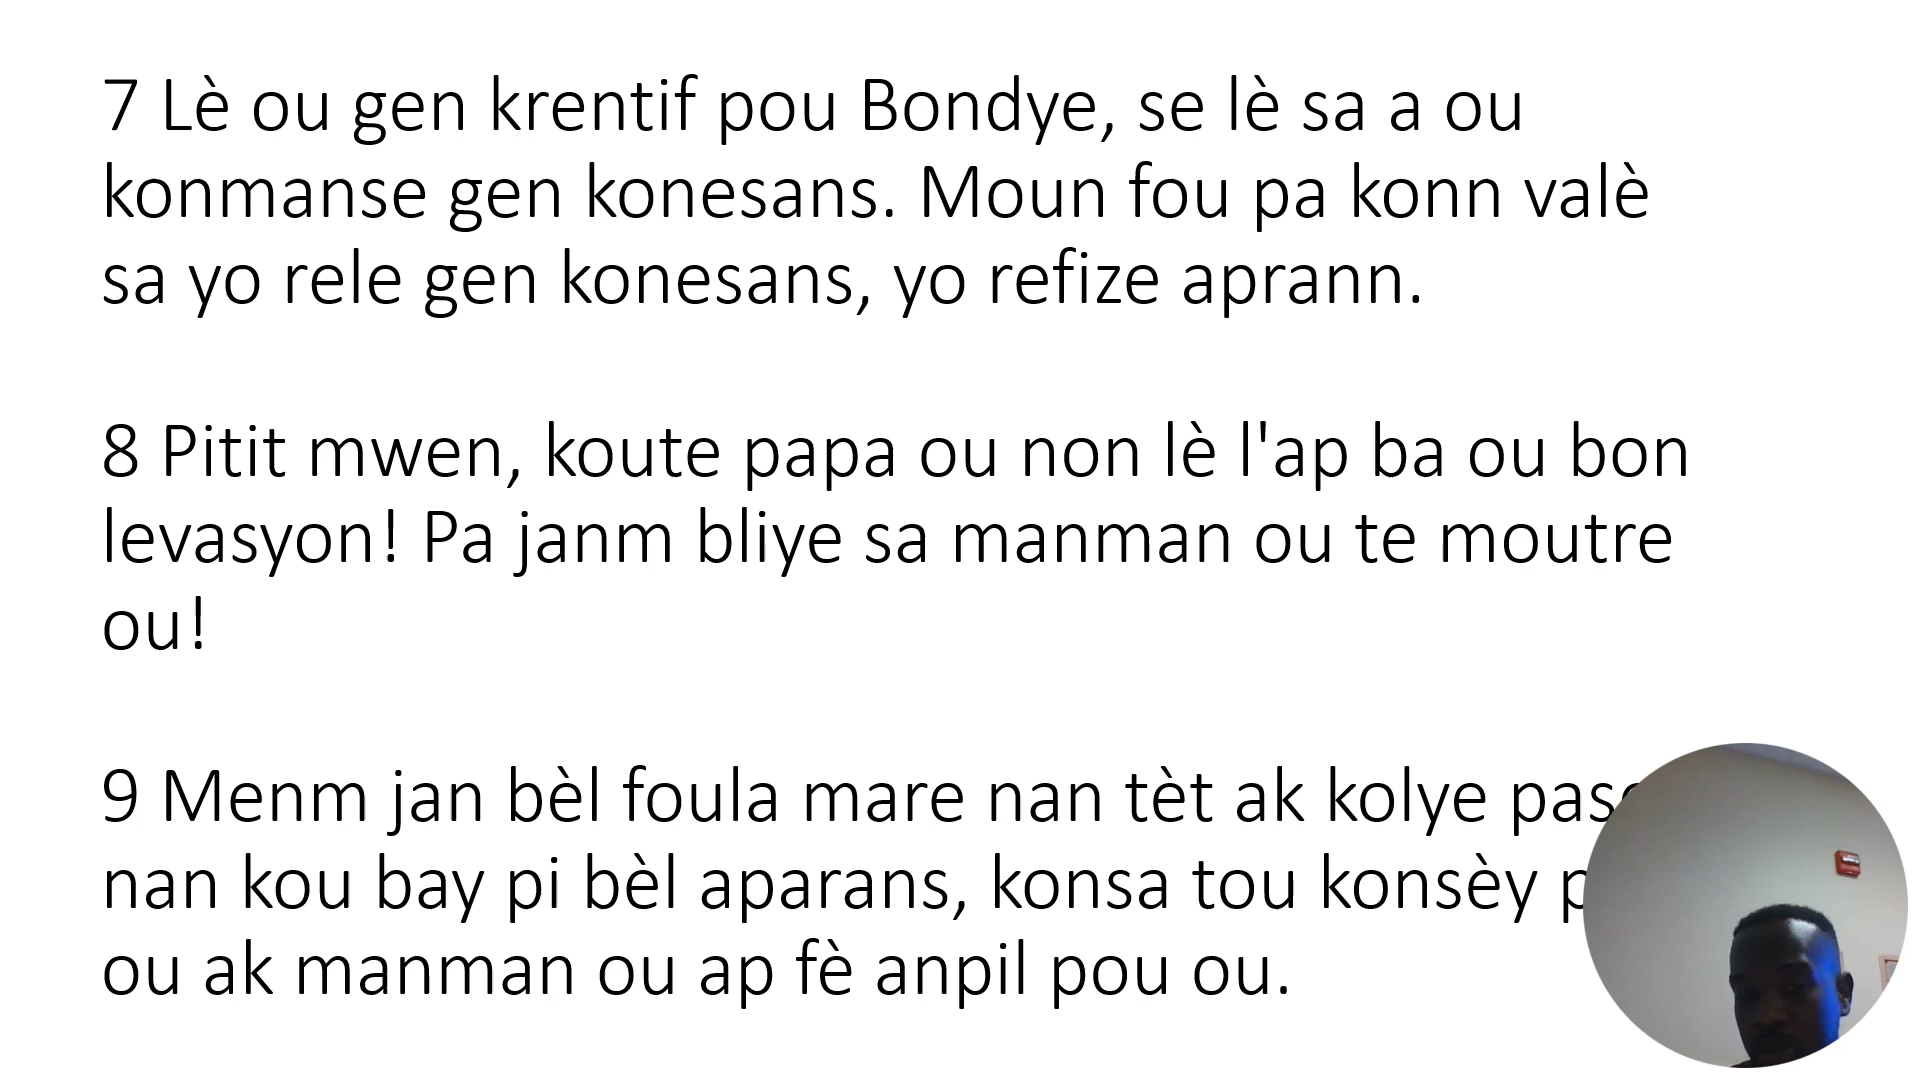 7 Lè ou gen krentif pou Bondye, se lè sa a ou
konmanse gen konesans. Moun fou pa konn valè
sa yo rele gen konesans, yo refize aprann.
8 Pitit mwen, koute papa ou non lè l'ap ba ou bon
levasyon! Pa janm bliye sa manman ou te moutre
ou!
9 Menm jan bèl foula mare nan tèt ak kolye
nan kou bay pi bèl aparans, konsa tou konsèy
ou ak manman ou ap fè anpil pou ou.